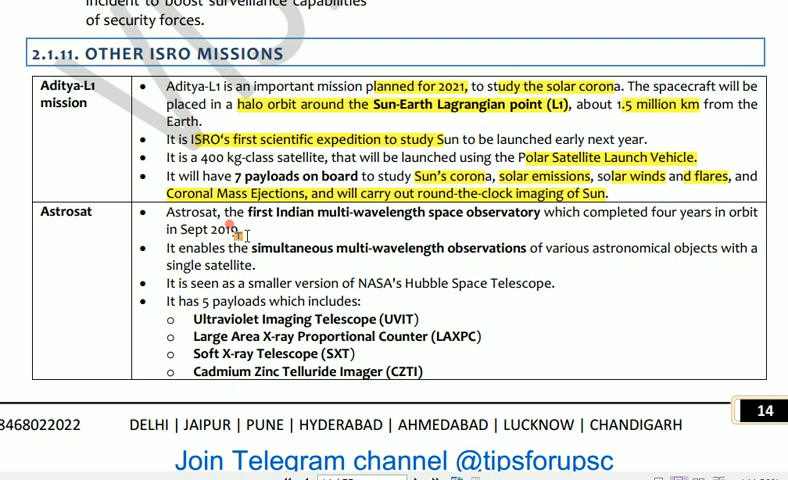 incident to boost surveillance capabilities
of security forces.
2.1.11. OTHER ISRO MISSIONS
Aditya-L1
mission
• Aditya-L1 is an important mission planned for 2021, to study the solar corona. The spacecraft will be
placed in a halo orbit around the Sun-Earth Lagrangian point (L1), about 1.5 million km from the
Earth.
• It is ISRO's first scientific expedition to study Sun to be launched early next year.
• It is a 400 kg-class satellite, that will be launched using the Polar Satellite Launch Vehicle.
• It will have 7 payloads on board to study Sun's corona, solar emissions, solar winds and flares, and
Coronal Mass Ejections, and will carry out round-the-clock imaging of Sun.
Astrosat
• Astrosat, the first Indian multi-wavelength space observatory which completed four years in orbit
in Sept 2019.
• It enables the simultaneous multi-wavelength observations of various astronomical objects with a
single satellite.
• It is seen as a smaller version of NASA's Hubble Space Telescope.
• It has 5 payloads which includes:
o Ultraviolet Imaging Telescope (UVIT)
o Large Area X-ray Proportional Counter (LAXPC)
o Soft X-ray Telescope (SXT)
o Cadmium Zinc Telluride Imager (CZTI)
14
8468022022 DELHI | JAIPUR | PUNE | HYDERABAD | AHMEDABAD | LUCKNOW | CHANDIGARH
Join Telegram channel @tipsforupsc